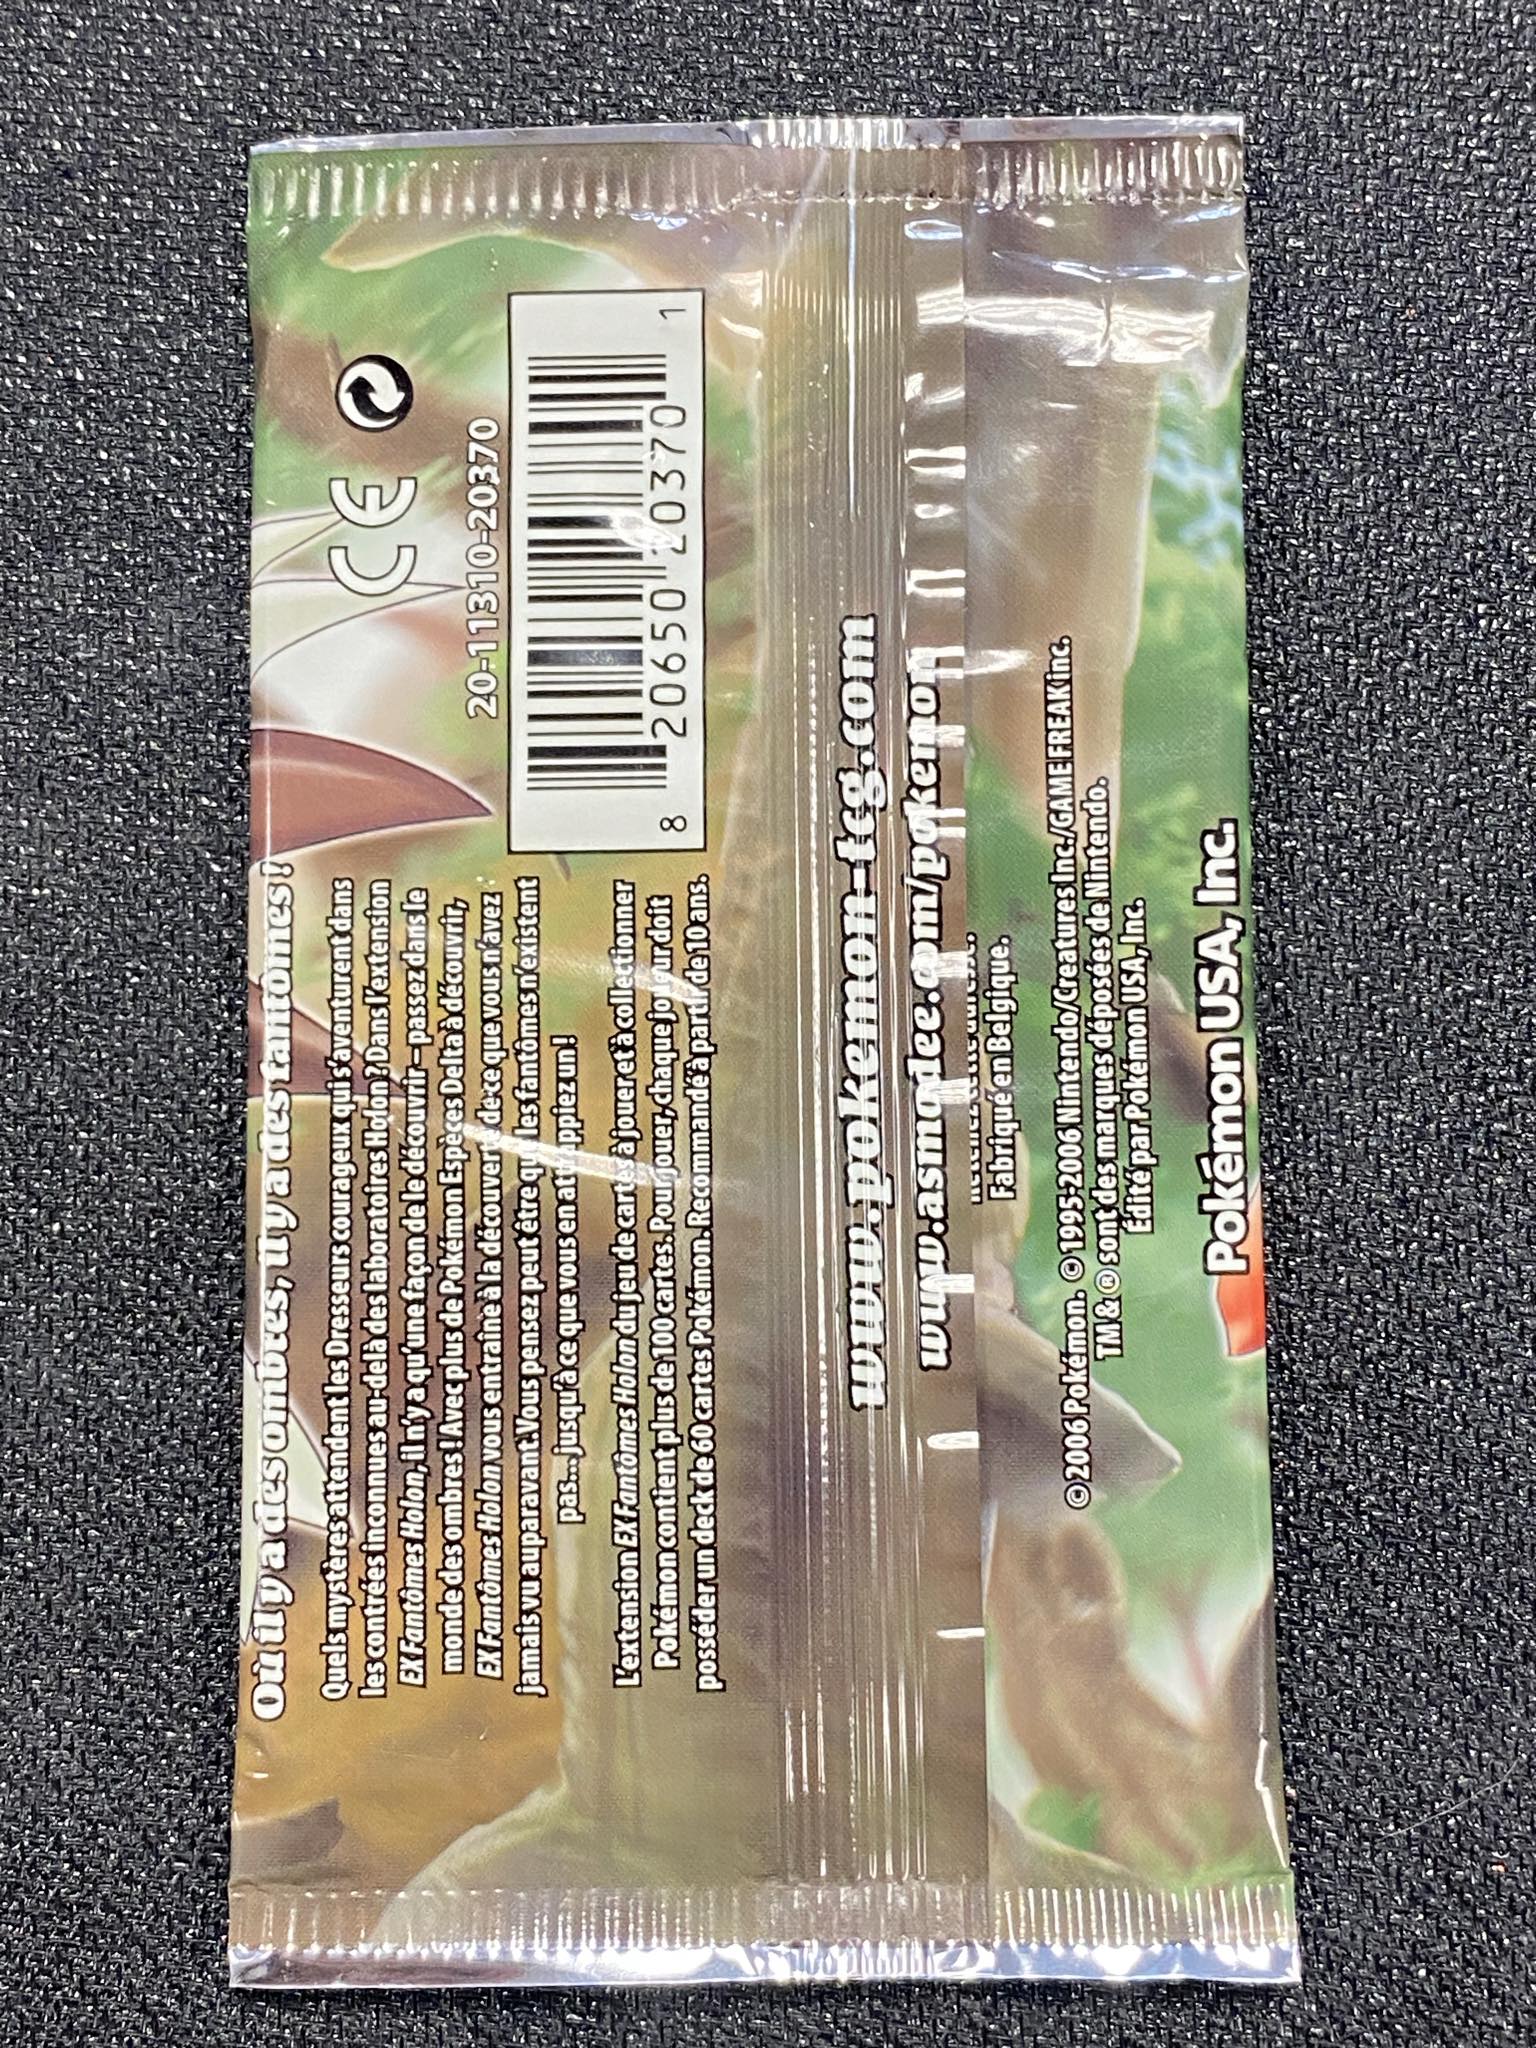 Où il y a des ombres, il y a des fantômes !
Quels mystères attendent les Dresseurs courageux qui s'aventurent dans
les contrées inconnues au-delà des laboratoires Holon ? Dans l'extension
EX Fantômes Holon, il n'y a qu'une façon de le découvrir – passez dans le
monde des ombres ! Avec plus de Pokémon Espèces Delta à découvrir,
EX Fantômes Holon vous entraîne à la découverte de ce que vous n'avez
jamais vu auparavant. Vous pensez peut être que les fantômes n'existent
pas... jusqu'à ce que vous en attrappiez un !
L'extension EX Fantômes Holon du jeu de cartes à jouer et à collectionner
Pokémon contient plus de 100 cartes. Pour jouer, chaque joueur doit
posséder un deck de 60 cartes Pokémon. Recommandé à partir de 10 ans.
CE
20-11310-20370
8 20650 20370 1
www.pokemon-tcg.com
www.asmodee.com/pokemon
Fabriqué en Belgique.
©2006 Pokémon. ©1995-2006 Nintendo/Creatures Inc./GAME FREAK inc.
TM & ® sont des marques déposées de Nintendo.
Édité par Pokémon USA, Inc.
Pokémon USA, Inc.